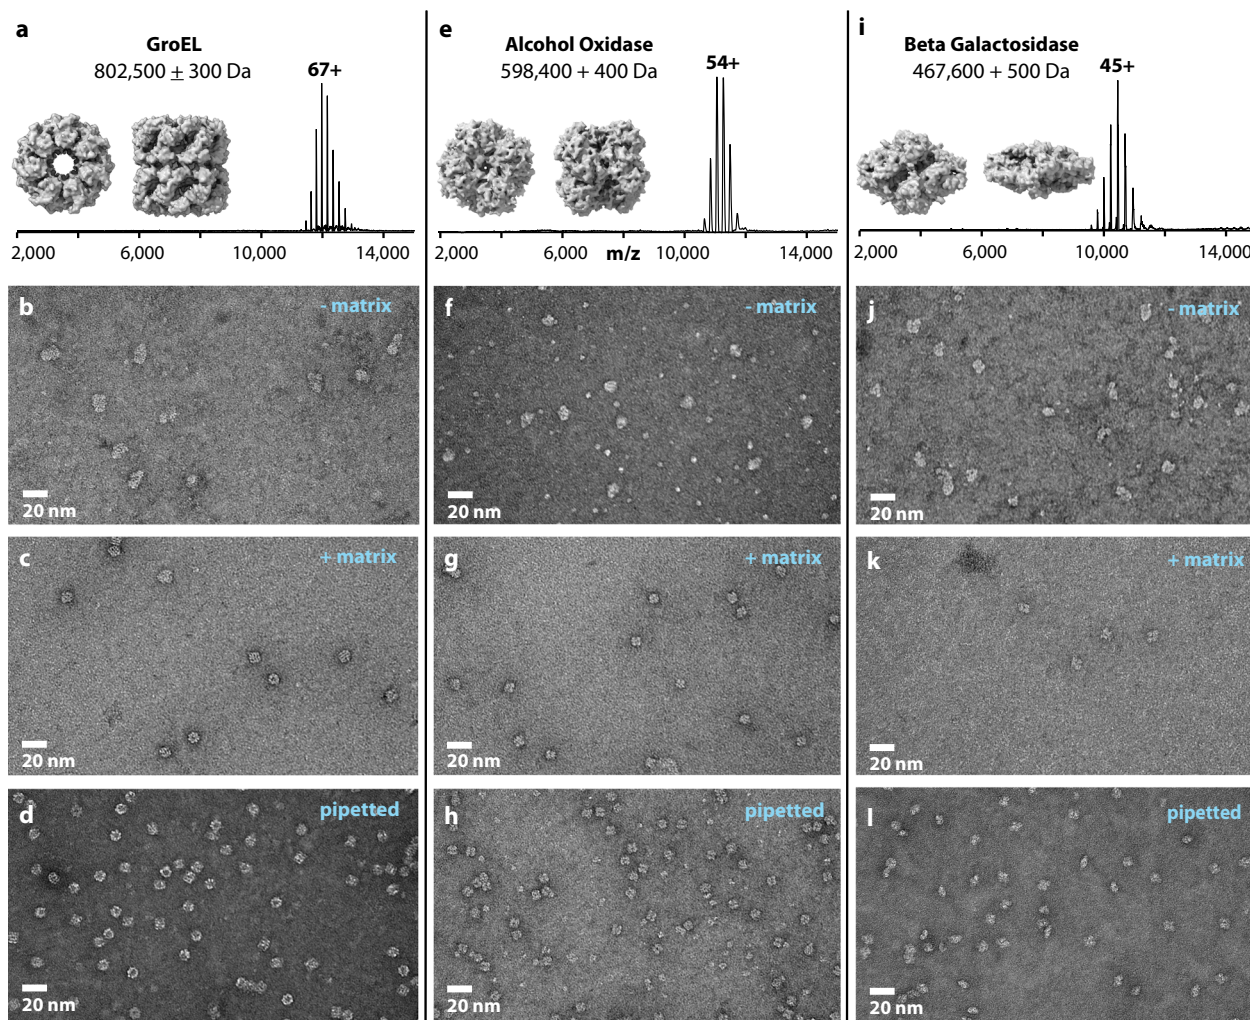 a
GroEL
802,500 ± 300 Da
67+
2,000 6,000 10,000 14,000
e
Alcohol Oxidase
598,400 + 400 Da
54+
2,000 6,000 m/z 10,000 14,000
i
Beta Galactosidase
467,600 + 500 Da
45+
2,000 6,000 10,000 14,000
b
- matrix
20 nm
f
- matrix
20 nm
j
- matrix
20 nm
c
+ matrix
20 nm
g
+ matrix
20 nm
k
+ matrix
20 nm
d
pipetted
20 nm
h
pipetted
20 nm
l
pipetted
20 nm